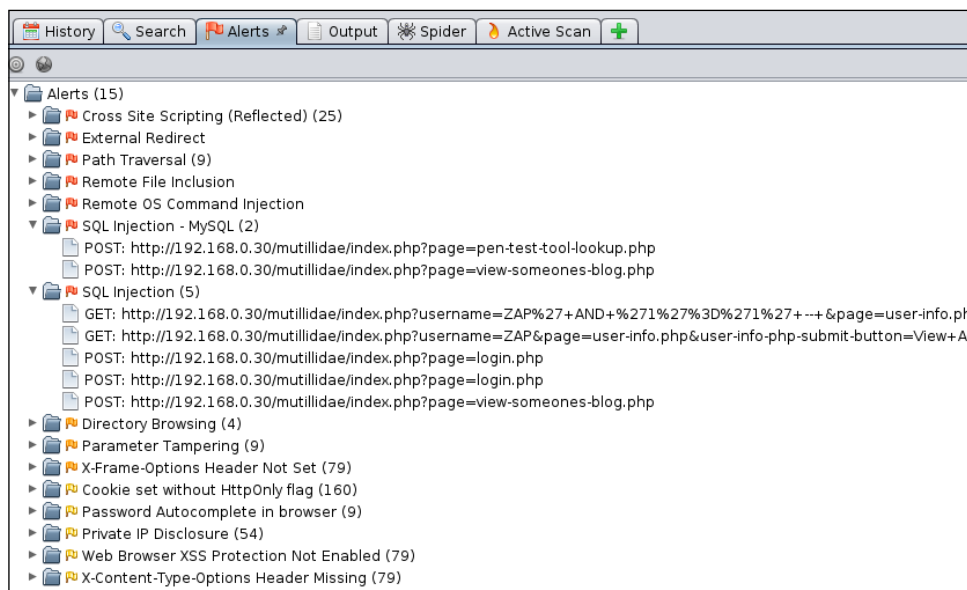 History Search Alerts Output Spider Active Scan
Alerts (15)
Cross Site Scripting (Reflected) (25)
External Redirect
Path Traversal (9)
Remote File Inclusion
Remote OS Command Injection
SQL Injection - MySQL (2)
POST: http://192.168.0.30/mutillidae/index.php?page=pen-test-tool-lookup.php
POST: http://192.168.0.30/mutillidae/index.php?page=view-someones-blog.php
SQL Injection (5)
GET: http://192.168.0.30/mutillidae/index.php?username=ZAP%27+AND+%271%27%3D%271%27+--+&page=user-info.ph
GET: http://192.168.0.30/mutillidae/index.php?username=ZAP&page=user-info.php&user-info-php-submit-button=View+A
POST: http://192.168.0.30/mutillidae/index.php?page=login.php
POST: http://192.168.0.30/mutillidae/index.php?page=login.php
POST: http://192.168.0.30/mutillidae/index.php?page=view-someones-blog.php
Directory Browsing (4)
Parameter Tampering (9)
X-Frame-Options Header Not Set (79)
Cookie set without HttpOnly flag (160)
Password Autocomplete in browser (9)
Private IP Disclosure (54)
Web Browser XSS Protection Not Enabled (79)
X-Content-Type-Options Header Missing (79)